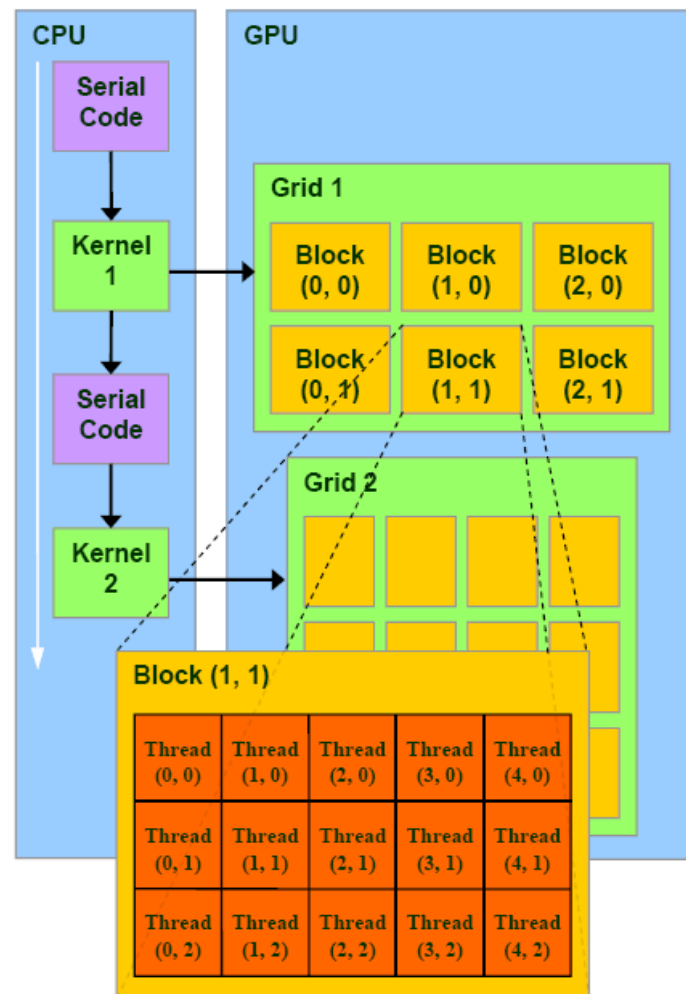 CPU
GPU
Serial
Code
Grid 1
Kernel
1
Block
(0, 0)
Block
(1, 0)
Block
(2, 0)
Block
(0, 1)
Block
(1, 1)
Block
(2, 1)
Serial
Code
Grid 2
Kernel
2
Block (1, 1)
Thread
(0, 0)
Thread
(1, 0)
Thread
(2, 0)
Thread
(3, 0)
Thread
(4, 0)
Thread
(0, 1)
Thread
(1, 1)
Thread
(2, 1)
Thread
(3, 1)
Thread
(4, 1)
Thread
(0, 2)
Thread
(1, 2)
Thread
(2, 2)
Thread
(3, 2)
Thread
(4, 2)